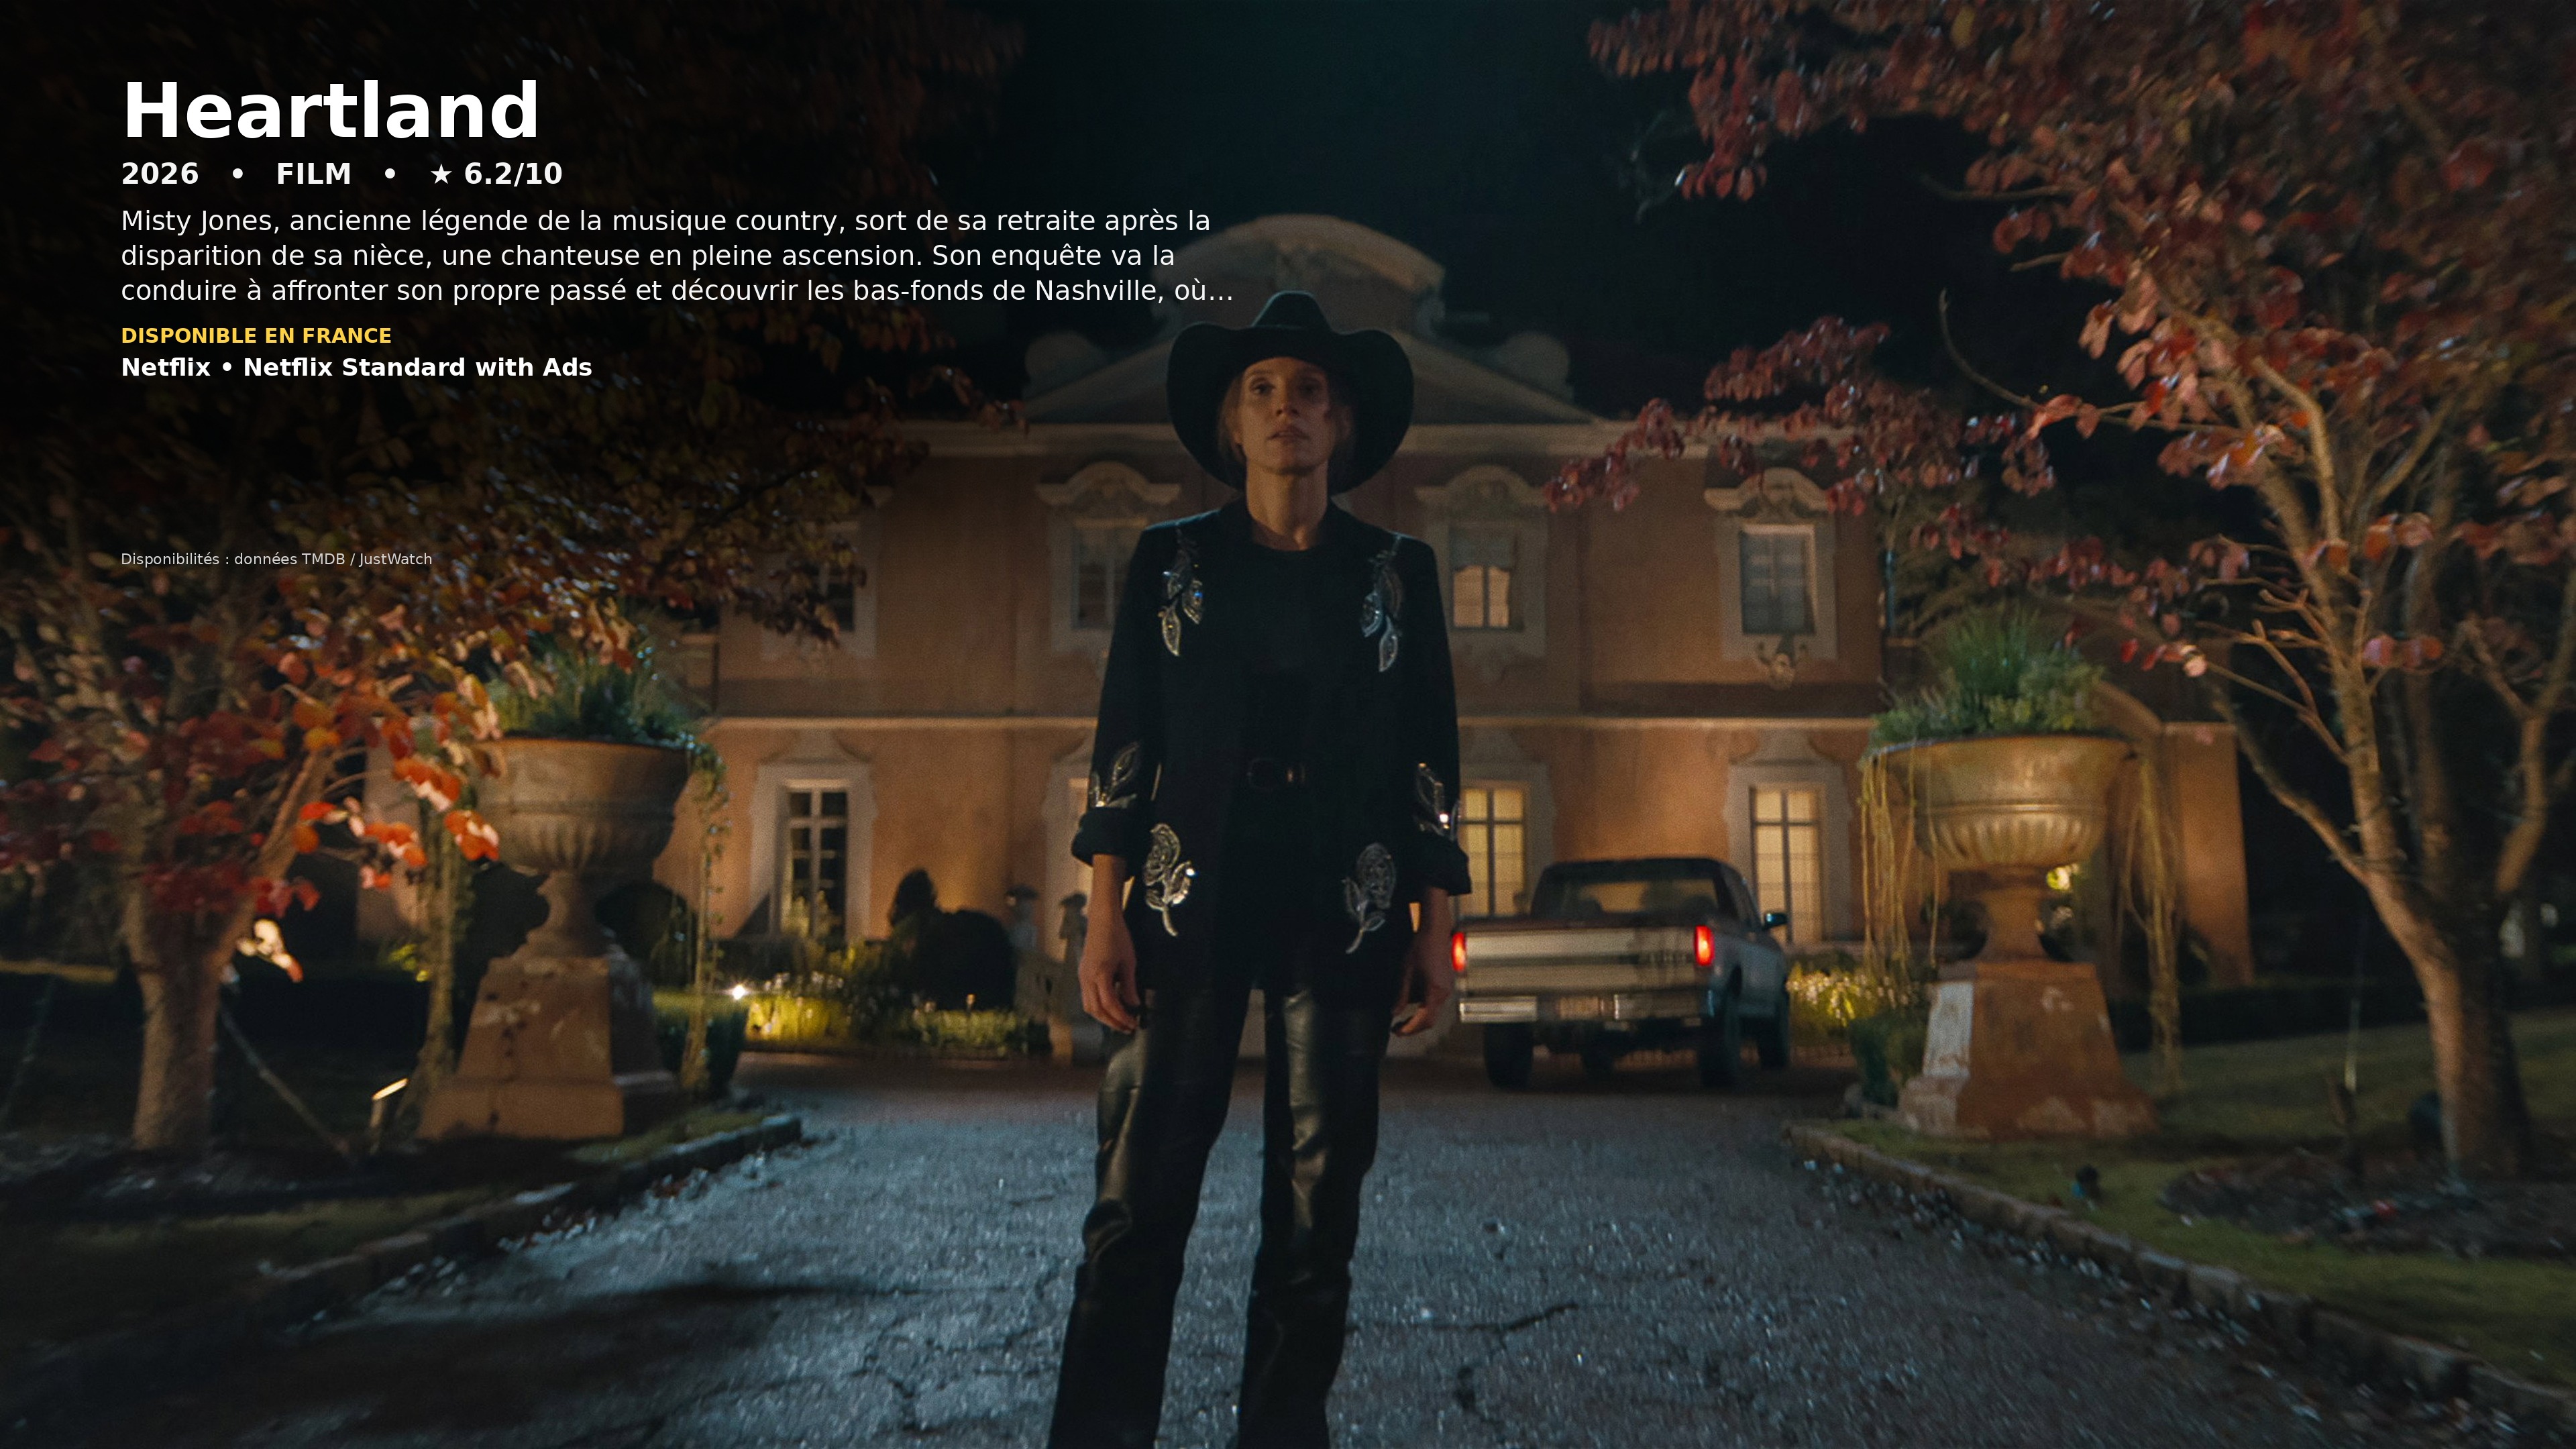 Heartland
2026 • FILM • ★ 6.2/10
Misty Jones, ancienne légende de la musique country, sort de sa retraite après la
disparition de sa nièce, une chanteuse en pleine ascension. Son enquête va la
conduire à affronter son propre passé et découvrir les bas-fonds de Nashville, où…
DISPONIBLE EN FRANCE
Netflix • Netflix Standard with Ads
Disponibilités : données TMDB / JustWatch